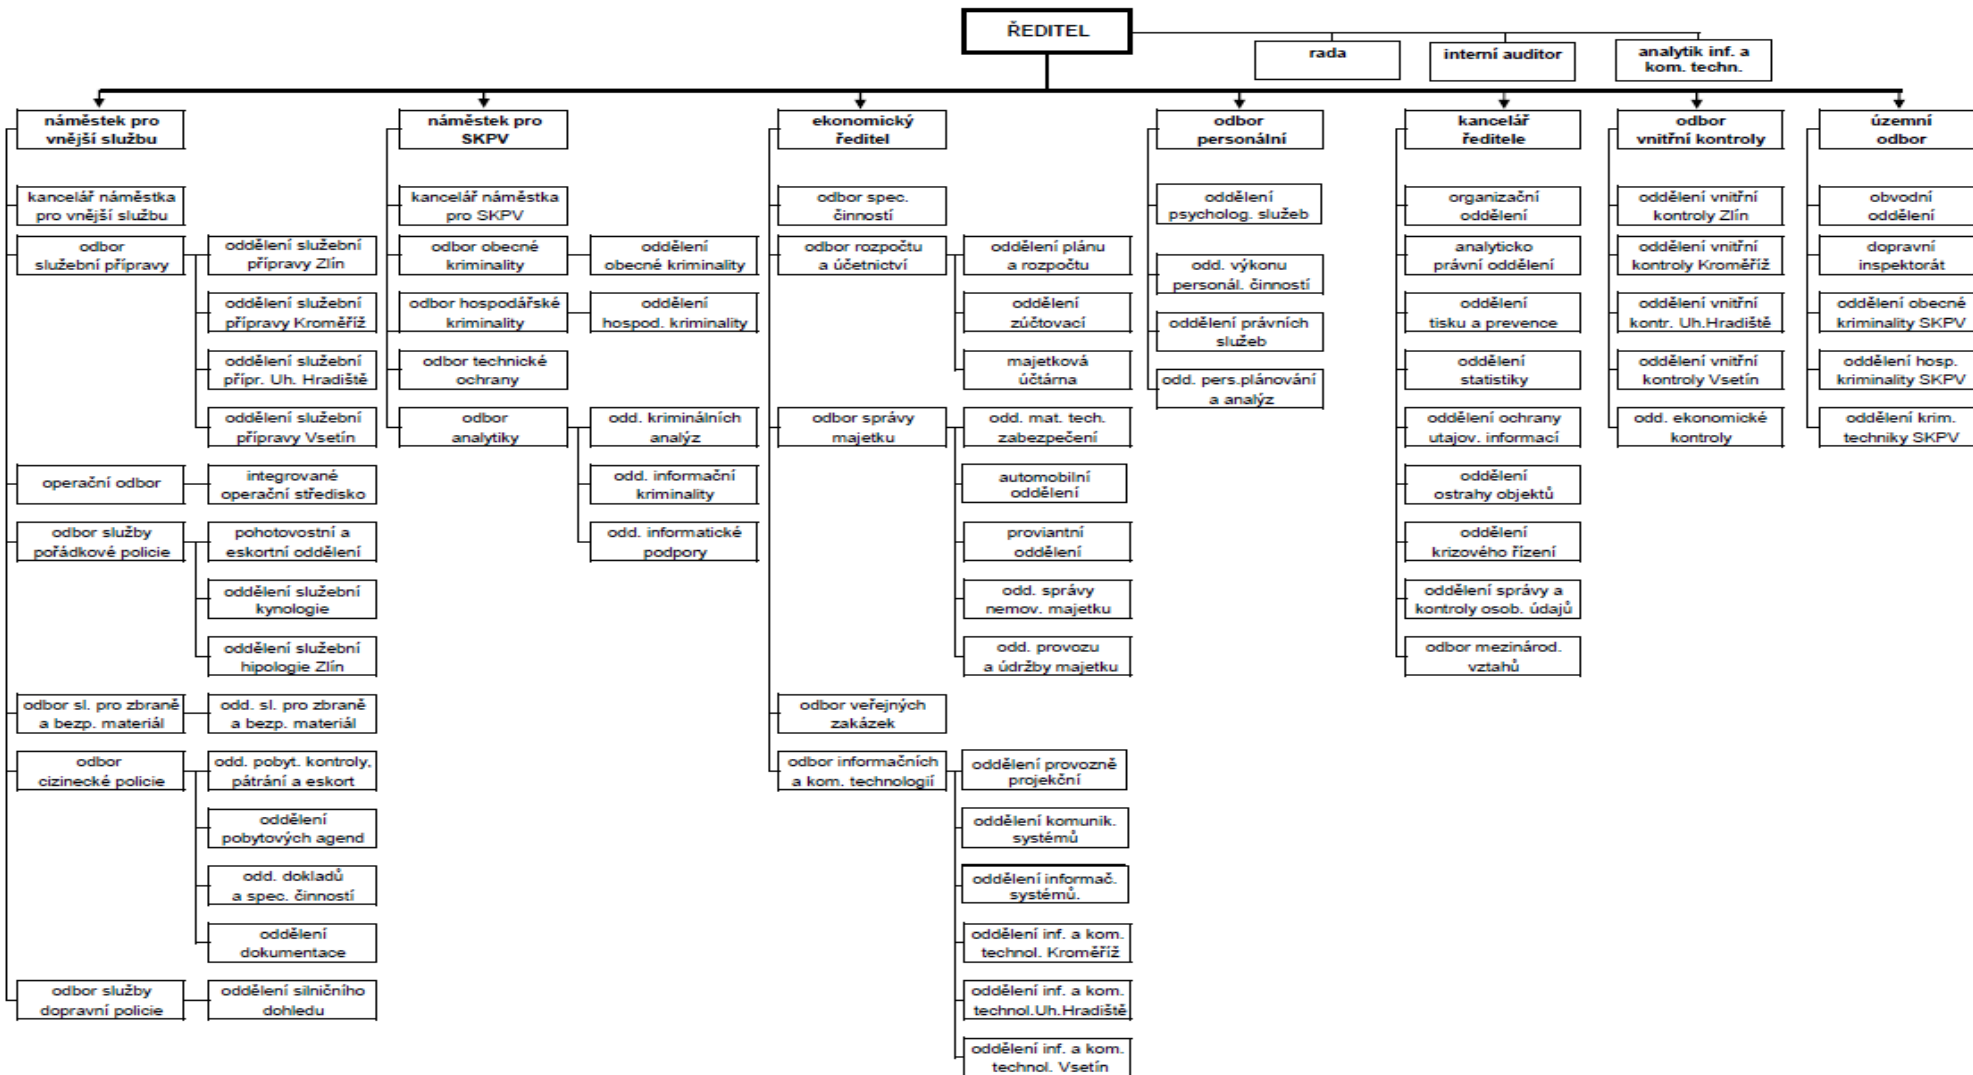 ŘEDITEL
rada
interní auditor
analytik inf. a
kom. techn.
náměstek pro
vnější službu
kancelář náměstka
pro vnější službu
odbor
služební přípravy
oddělení služební
přípravy Zlín
oddělení služební
přípravy Kroměříž
oddělení služební
přípr. Uh. Hradiště
oddělení služební
přípravy Vsetín
operační odbor
integrované
operační středisko
odbor služby
pořádkové policie
pohotovostní a
eskortní oddělení
oddělení služební
kynologie
oddělení služební
hipologie Zlín
odbor sl. pro zbraně
a bezp. materiál
odd. sl. pro zbraně
a bezp. materiál
odbor
cizinecké policie
odd. pobyt. kontroly,
pátrání a eskort
oddělení
pobytových agend
odd. dokladů
a spec. činností
oddělení
dokumentace
odbor služby
dopravní policie
oddělení silničního
dohledu
náměstek pro
SKPV
kancelář náměstka
pro SKPV
odbor obecné
kriminality
oddělení
obecné kriminality
odbor hospodářské
kriminality
oddělení
hospod. kriminality
odbor technické
ochrany
odbor
analytiky
odd. kriminálních
analýz
odd. informační
kriminality
odd. informatické
podpory
ekonomický
ředitel
odbor spec.
činností
odbor rozpočtu
a účetnictví
oddělení plánu
a rozpočtu
oddělení
zúčtovací
majetková
účtárna
odbor správy
majetku
odd. mat. tech.
zabezpečení
automobilní
oddělení
proviantní
oddělení
odd. správy
nemov. majetku
odd. provozu
a údržby majetku
odbor veřejných
zakázek
odbor informačních
a kom. technologií
oddělení provozně
projekční
oddělení komunik.
systémů
oddělení informač.
systémů.
oddělení inf. a kom.
technol. Kroměříž
oddělení inf. a kom.
technol.Uh.Hradiště
oddělení inf. a kom.
technol. Vsetín
odbor
personální
oddělení
psycholog. služeb
odd. výkonu
personál. činností
oddělení právních
služeb
odd. pers.plánování
a analýz
kancelář
ředitele
organizační
oddělení
analyticko
právní oddělení
oddělení
tisku a prevence
oddělení
statistiky
oddělení ochrany
utajov. informací
oddělení
ostrahy objektů
oddělení
krizového řízení
oddělení správy a
kontroly osob. údajů
odbor mezinárod.
vztahů
odbor
vnitřní kontroly
oddělení vnitřní
kontroly Zlín
oddělení vnitřní
kontroly Kroměříž
oddělení vnitřní
kontr. Uh.Hradiště
oddělení vnitřní
kontroly Vsetín
odd. ekonomické
kontroly
územní
odbor
obvodní
oddělení
dopravní
inspektorát
oddělení obecné
kriminality SKPV
oddělení hosp.
kriminality SKPV
oddělení krim.
techniky SKPV